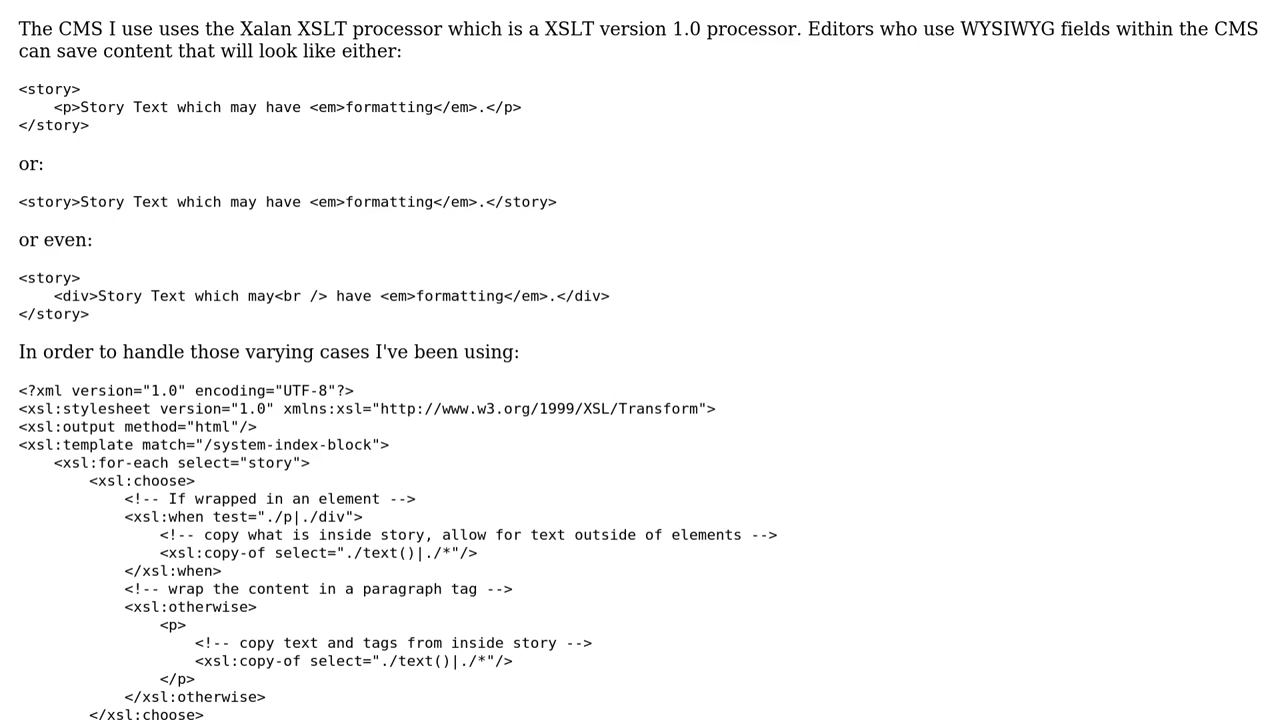 The CMS I use uses the Xalan XSLT processor which is a XSLT version 1.0 processor. Editors who use WYSIWYG fields within the CMS
can save content that will look like either:
<story>
    <p>Story Text which may have <em>formatting</em>.</p>
</story>
or:
<story>Story Text which may have <em>formatting</em>.</story>
or even:
<story>
    <div>Story Text which may<br /> have <em>formatting</em>.</div>
</story>
In order to handle those varying cases I've been using:
<?xml version="1.0" encoding="UTF-8"?>
<xsl:stylesheet version="1.0" xmlns:xsl="http://www.w3.org/1999/XSL/Transform">
<xsl:output method="html"/>
<xsl:template match="/system-index-block">
    <xsl:for-each select="story">
        <xsl:choose>
            <!-- If wrapped in an element -->
            <xsl:when test="./p|./div">
                <!-- copy what is inside story, allow for text outside of elements -->
                <xsl:copy-of select="./text()|./*"/>
            </xsl:when>
            <!-- wrap the content in a paragraph tag -->
            <xsl:otherwise>
                <p>
                    <!-- copy text and tags from inside story -->
                    <xsl:copy-of select="./text()|./*"/>
                </p>
            </xsl:otherwise>
        </xsl:choose>